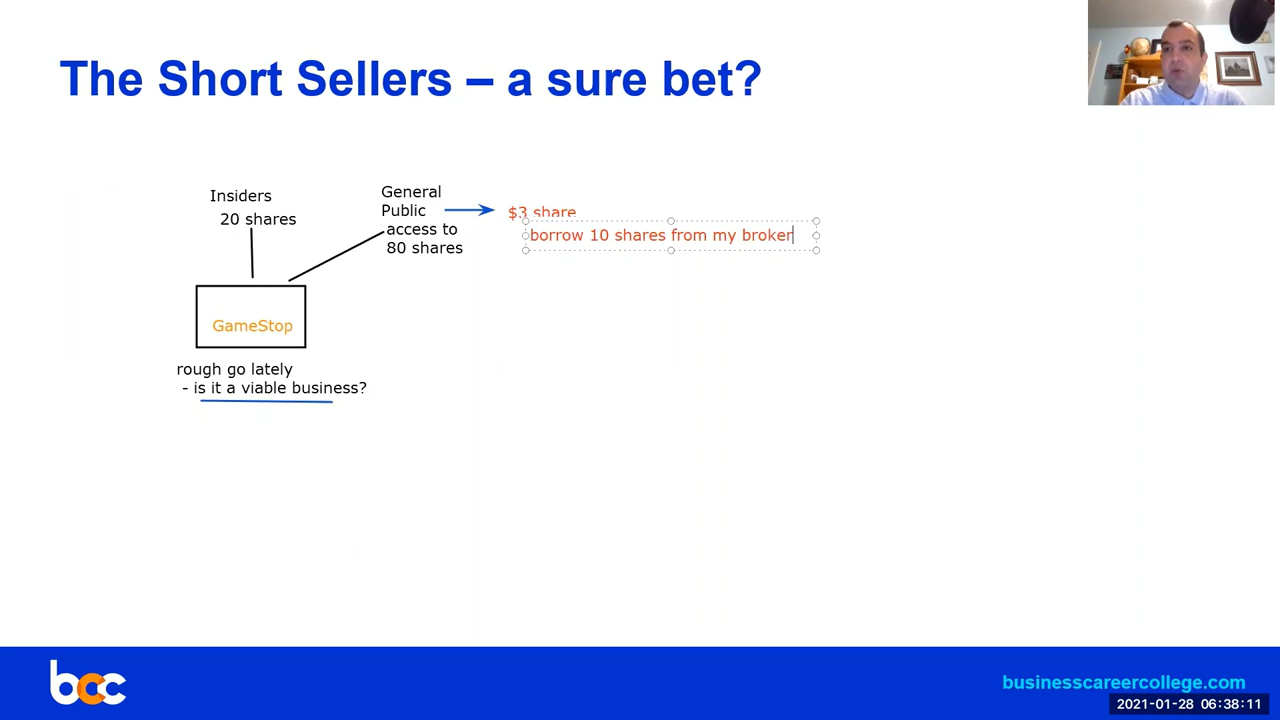 The Short Sellers – a sure bet?
Insiders
20 shares
General
Public
access to
80 shares
$3 share
borrow 10 shares from my broker
GameStop
rough go lately
- is it a viable business?
bcc
businesscareercollege.com
2021-01-28 06:38:11